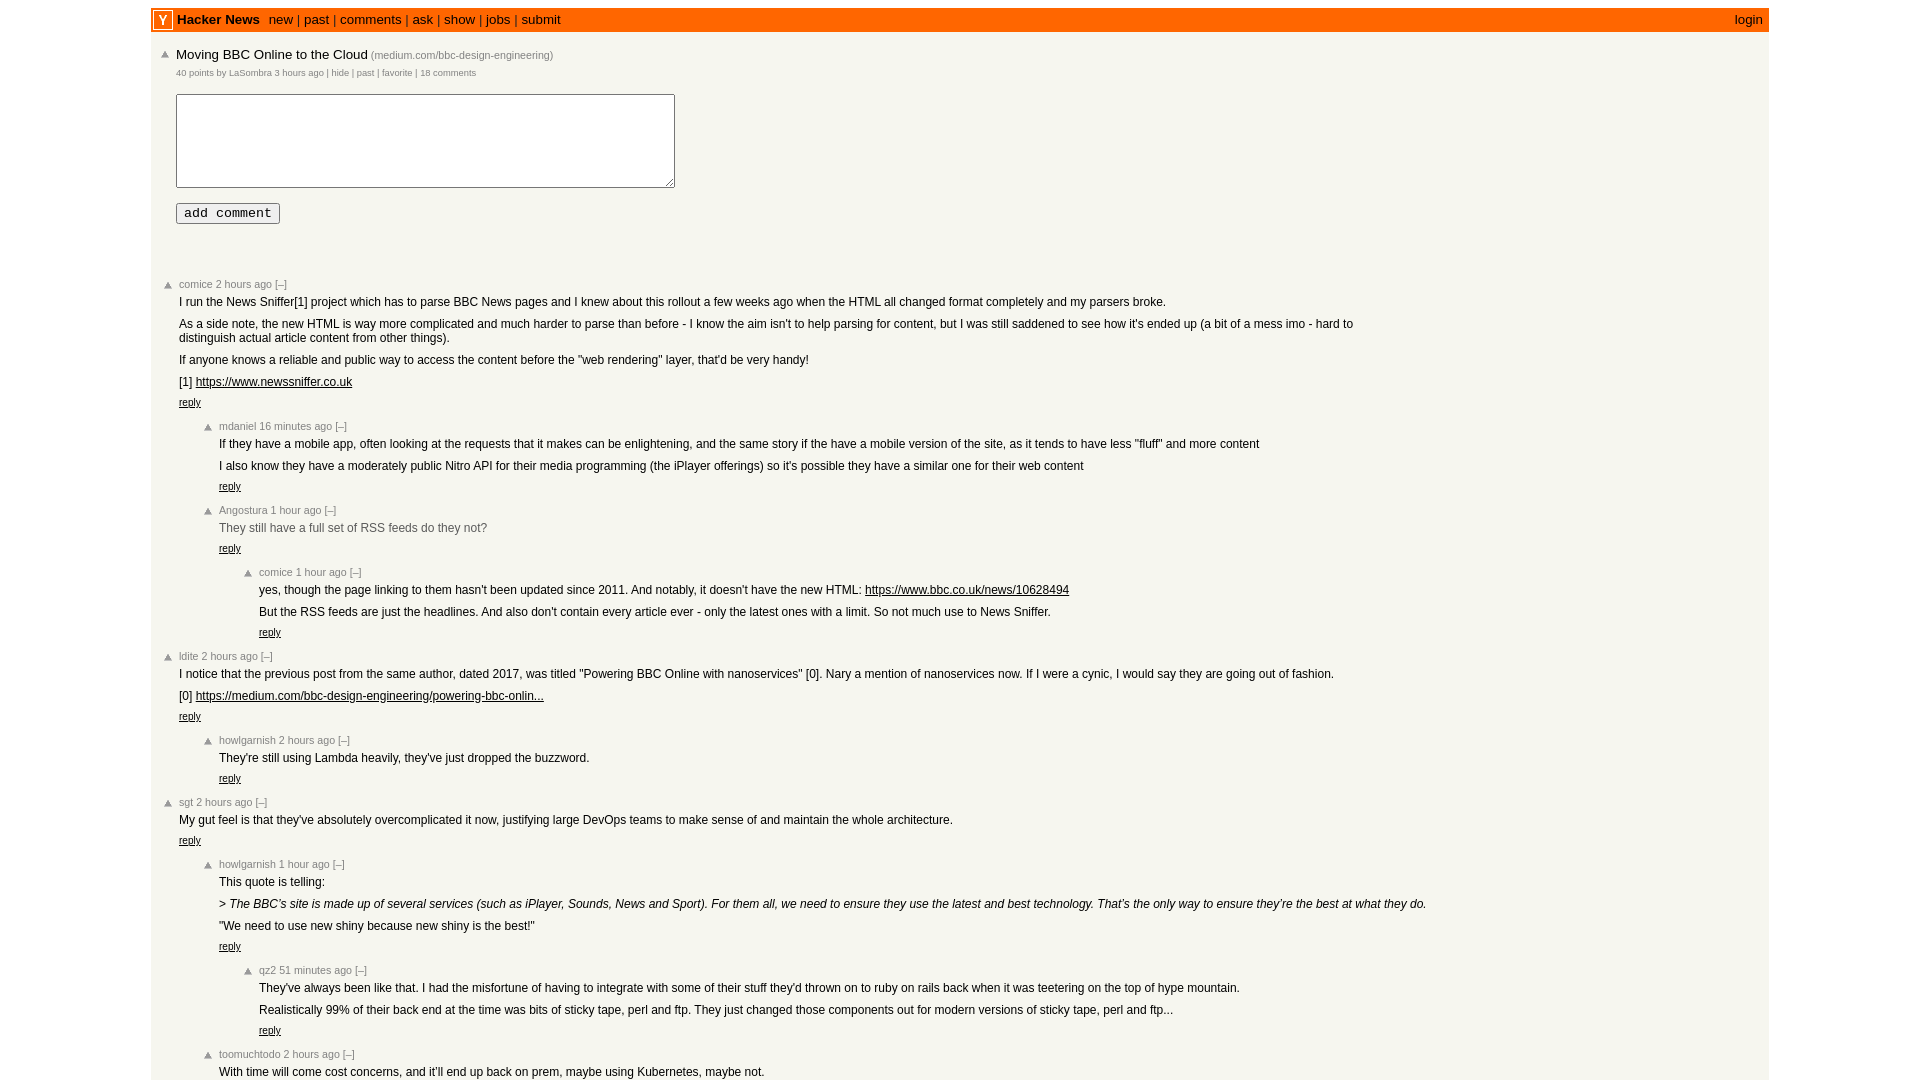 Y Hacker News new | past | comments | ask | show | jobs | submit login
Moving BBC Online to the Cloud (medium.com/bbc-design-engineering)
40 points by LaSombra 3 hours ago | hide | past | favorite | 18 comments
add comment
comice 2 hours ago [–]
I run the News Sniffer[1] project which has to parse BBC News pages and I knew about this rollout a few weeks ago when the HTML all changed format completely and my parsers broke.
As a side note, the new HTML is way more complicated and much harder to parse than before - I know the aim isn't to help parsing for content, but I was still saddened to see how it's ended up (a bit of a mess imo - hard to
distinguish actual article content from other things).
If anyone knows a reliable and public way to access the content before the "web rendering" layer, that'd be very handy!
[1] https://www.newssniffer.co.uk
reply
mdaniel 16 minutes ago [–]
If they have a mobile app, often looking at the requests that it makes can be enlightening, and the same story if the have a mobile version of the site, as it tends to have less "fluff" and more content
I also know they have a moderately public Nitro API for their media programming (the iPlayer offerings) so it's possible they have a similar one for their web content
reply
Angostura 1 hour ago [–]
They still have a full set of RSS feeds do they not?
reply
comice 1 hour ago [–]
yes, though the page linking to them hasn't been updated since 2011. And notably, it doesn't have the new HTML: https://www.bbc.co.uk/news/10628494
But the RSS feeds are just the headlines. And also don't contain every article ever - only the latest ones with a limit. So not much use to News Sniffer.
reply
ldite 2 hours ago [–]
I notice that the previous post from the same author, dated 2017, was titled "Powering BBC Online with nanoservices" [0]. Nary a mention of nanoservices now. If I were a cynic, I would say they are going out of fashion.
[0] https://medium.com/bbc-design-engineering/powering-bbc-onlin...
reply
howlgarnish 2 hours ago [–]
They're still using Lambda heavily, they've just dropped the buzzword.
reply
sgt 2 hours ago [–]
My gut feel is that they've absolutely overcomplicated it now, justifying large DevOps teams to make sense of and maintain the whole architecture.
reply
howlgarnish 1 hour ago [–]
This quote is telling:
> The BBC’s site is made up of several services (such as iPlayer, Sounds, News and Sport). For them all, we need to ensure they use the latest and best technology. That’s the only way to ensure they’re the best at what they do.
"We need to use new shiny because new shiny is the best!"
reply
qz2 51 minutes ago [–]
They've always been like that. I had the misfortune of having to integrate with some of their stuff they'd thrown on to ruby on rails back when it was teetering on the top of hype mountain.
Realistically 99% of their back end at the time was bits of sticky tape, perl and ftp. They just changed those components out for modern versions of sticky tape, perl and ftp...
reply
toomuchtodo 2 hours ago [–]
With time will come cost concerns, and it’ll end up back on prem, maybe using Kubernetes, maybe not.